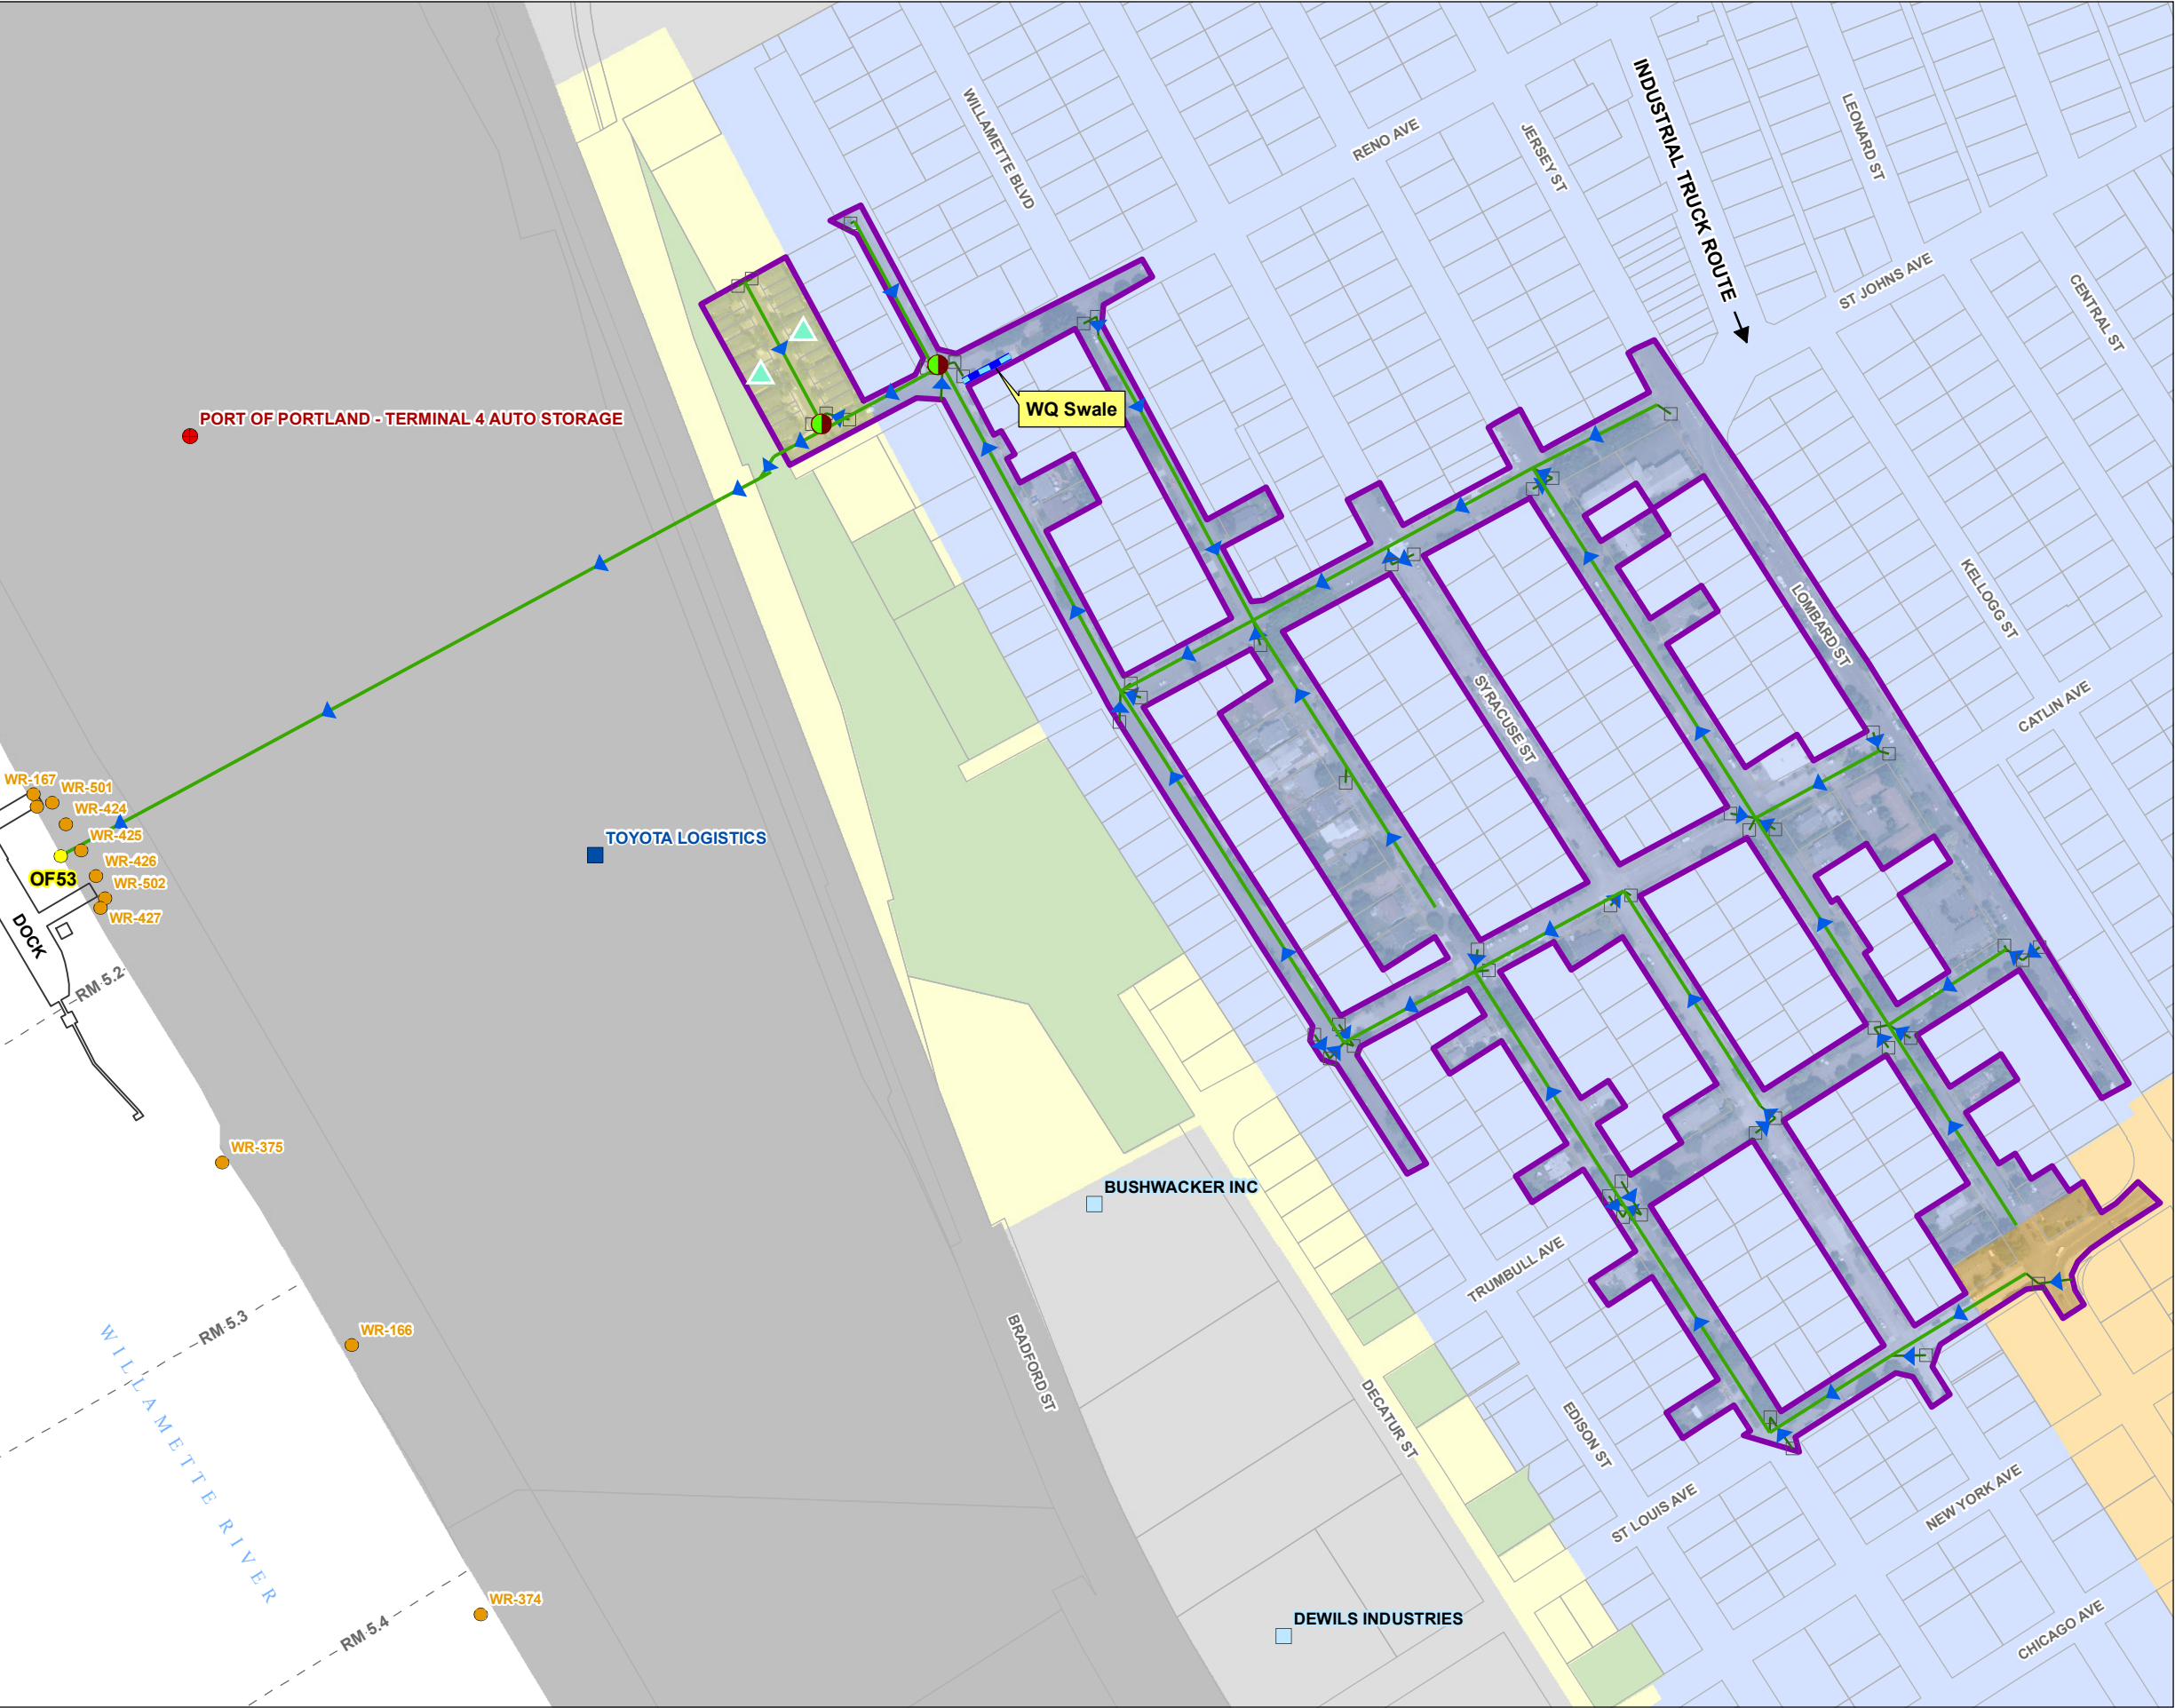 WILLAMETTE BLVD
RENO AVE
JERSEY ST
INDUSTRIAL TRUCK ROUTE
LEONARD ST
ST JOHNS AVE
CENTRAL ST
PORT OF PORTLAND - TERMINAL 4 AUTO STORAGE
WQ Swale
LOMBARD ST
KELLOGG ST
CATLIN AVE
SYRACUSE ST
WR-167
WR-501
WR-424
WR-425
WR-426
WR-502
WR-427
OF53
DOCK
TOYOTA LOGISTICS
RM-5.2
WR-375
BUSHWACKER INC
TRUMBULL AVE
RM-5.3
WR-166
WILLAMETTE RIVER
BRADFORD ST
DECATUR ST
EDISON ST
ST LOUIS AVE
NEW YORK AVE
WR-374
RM-5.4
DEWILS INDUSTRIES
CHICAGO AVE